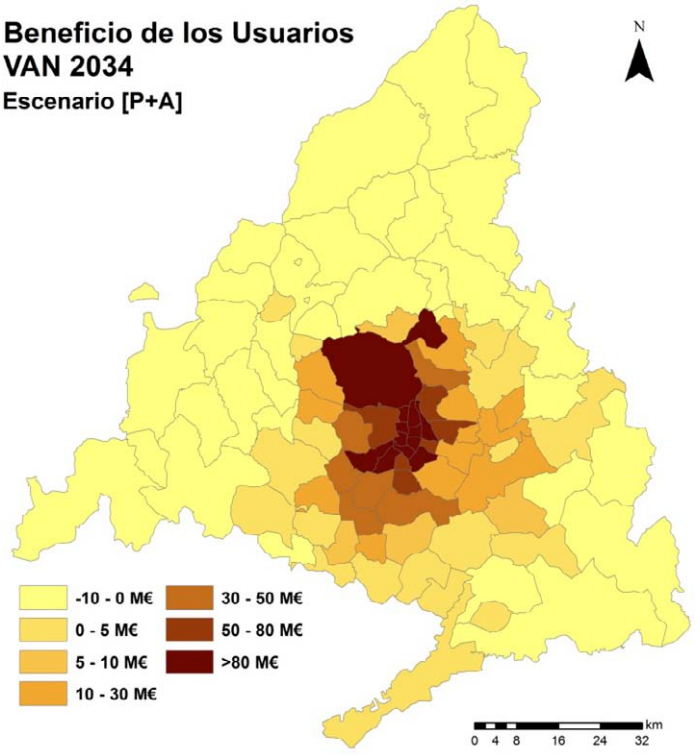 Beneficio de los Usuarios
VAN 2034
Escenario [P+A]
N
-10 - 0 M€
0 - 5 M€
5 - 10 M€
10 - 30 M€
30 - 50 M€
50 - 80 M€
>80 M€
km
0 4 8 16 24 32